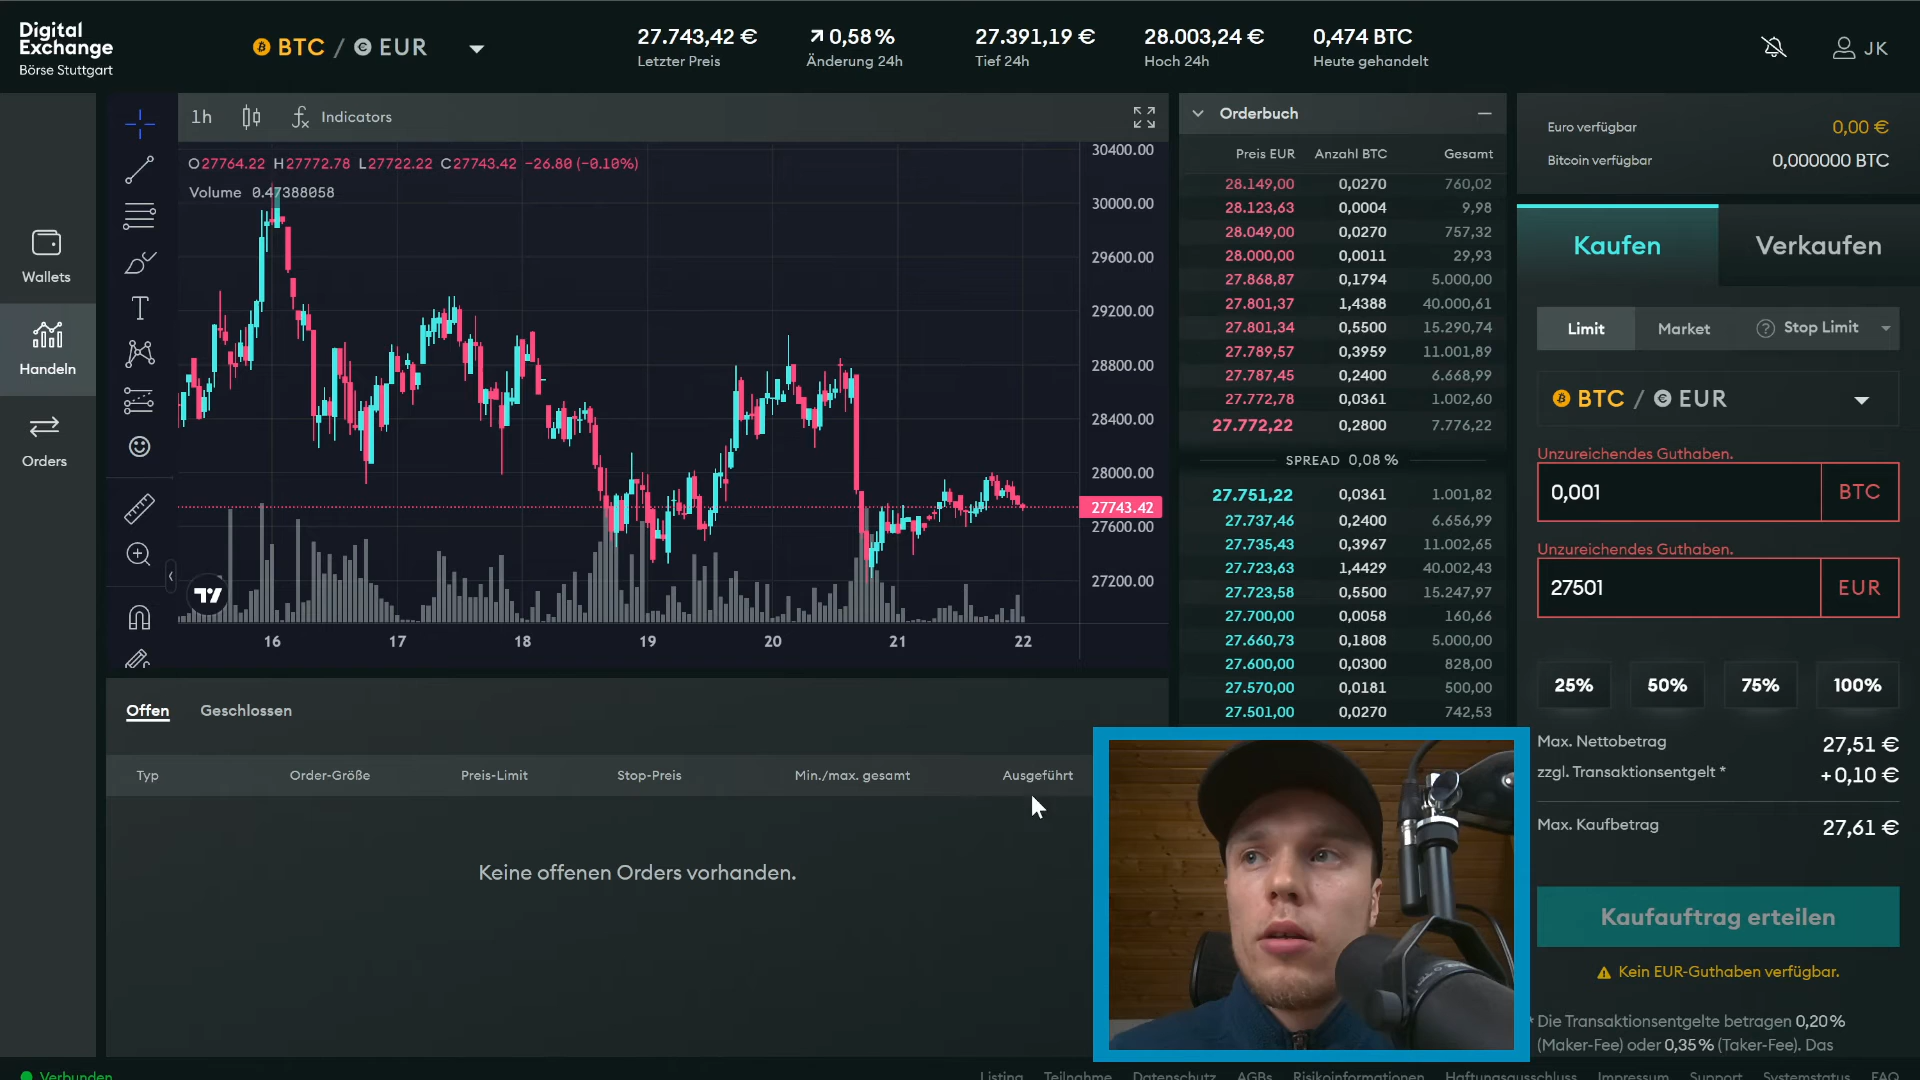 Digital
Exchange
Börse Stuttgart
BTC / EUR
27.743,42 €
Letzter Preis
0,58 %
Änderung 24h
27.391,19 €
Tief 24h
28.003,24 €
Hoch 24h
0,474 BTC
Heute gehandelt
JK
Wallets
Handeln
Orders
1h
Indicators
O27764.22 H27772.78 L27722.22 C27743.42 −26.80 (−0.10%)
Volume 0.47388058
30400.00
30000.00
29600.00
29200.00
28800.00
28400.00
28000.00
27743.42
27600.00
27200.00
16 17 18 19 20 21 22
Orderbuch
Preis EUR Anzahl BTC Gesamt
28.149,00 0,0270 760,02
28.123,63 0,0004 9,98
28.049,00 0,0270 757,32
28.000,00 0,0011 29,93
27.868,87 0,1794 5.000,00
27.801,37 1,4388 40.000,61
27.801,34 0,5500 15.290,74
27.789,57 0,3959 11.001,89
27.787,45 0,2400 6.668,99
27.772,78 0,0361 1.002,60
27.772,22 0,2800 7.776,22
SPREAD 0,08 %
27.751,22 0,0361 1.001,82
27.737,46 0,2400 6.656,99
27.735,43 0,3967 11.002,65
27.723,63 1,4429 40.002,43
27.723,58 0,5500 15.247,97
27.700,00 0,0058 160,66
27.660,73 0,1808 5.000,00
27.600,00 0,0300 828,00
27.570,00 0,0181 500,00
27.501,00 0,0270 742,53
Euro verfügbar 0,00 €
Bitcoin verfügbar 0,000000 BTC
Kaufen Verkaufen
Limit Market Stop Limit
BTC / EUR
Unzureichendes Guthaben.
0,001 BTC
Unzureichendes Guthaben.
27501 EUR
25% 50% 75% 100%
Max. Nettobetrag 27,51 €
zzgl. Transaktionsentgelt * +0,10 €
Max. Kaufbetrag 27,61 €
Kaufauftrag erteilen
Kein EUR-Guthaben verfügbar.
* Die Transaktionsentgelte betragen 0,20 %
(Maker-Fee) oder 0,35 % (Taker-Fee). Das
Offen Geschlossen
Typ Order-Größe Preis-Limit Stop-Preis Min./max. gesamt Ausgeführt
Keine offenen Orders vorhanden.
Verbunden
Listing Teilnahme Datenschutz AGBs Risikoinformationen Haftungsausschluss Impressum Support Systemstatus FAQ